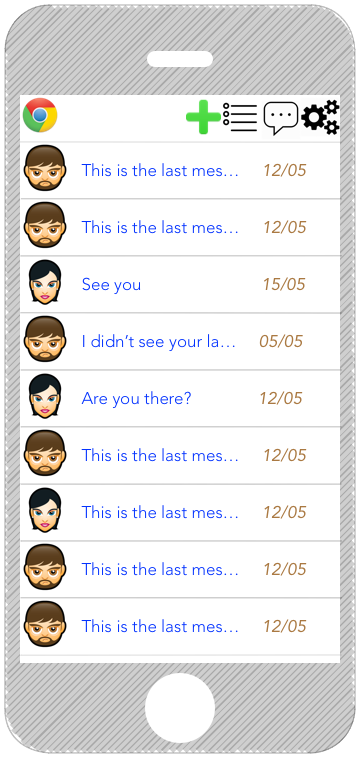 This is the last mes... 12/05
This is the last mes... 12/05
See you 15/05
I didn't see your la... 05/05
Are you there? 12/05
This is the last mes... 12/05
This is the last mes... 12/05
This is the last mes... 12/05
This is the last mes... 12/05